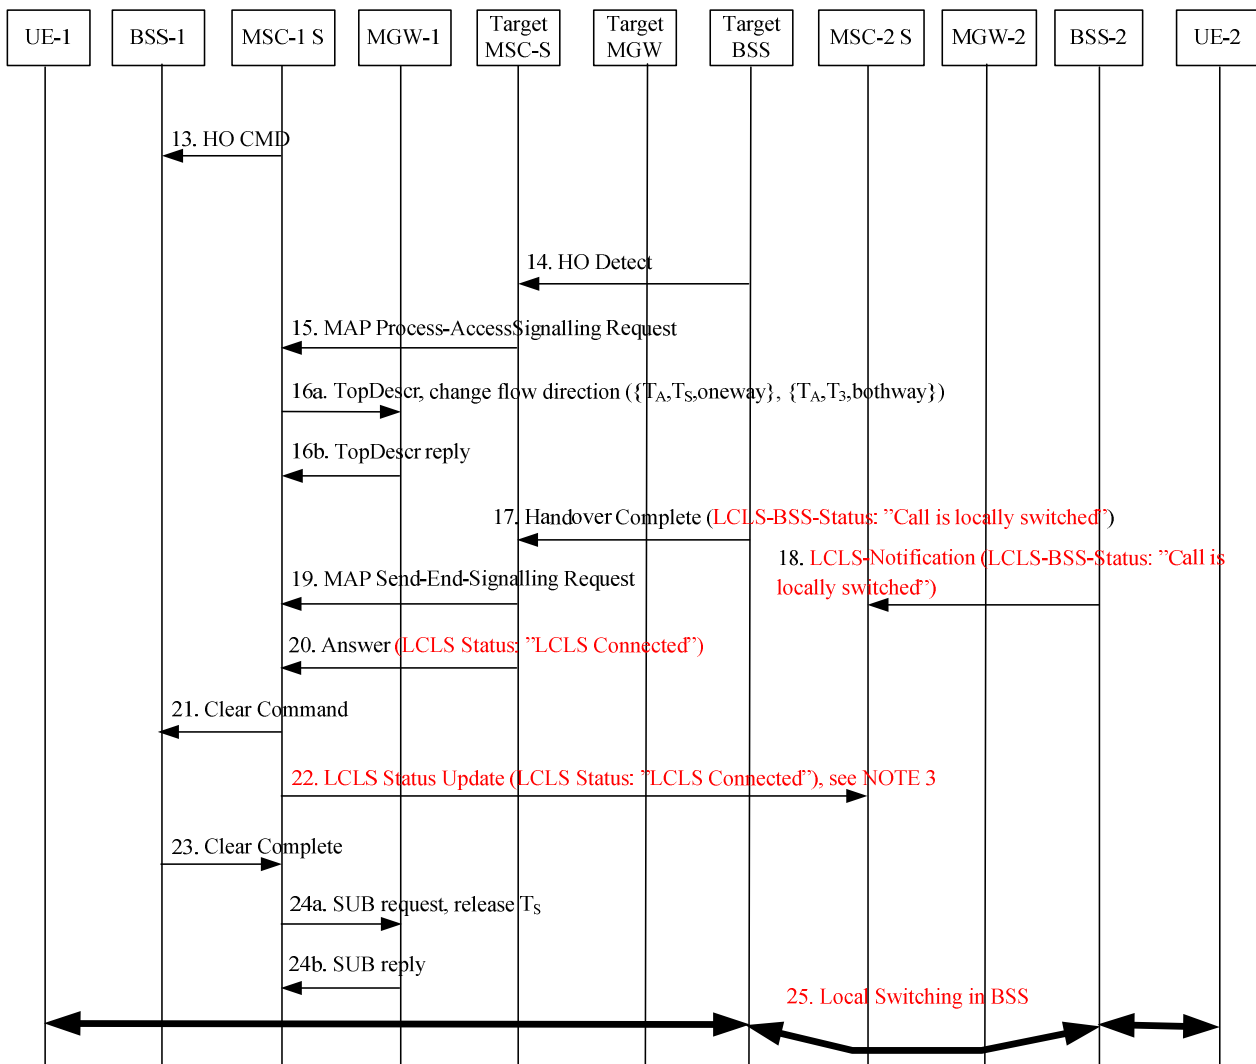 UE-1
BSS-1
MSC-1 S
MGW-1
Target
MSC-S
Target
MGW
Target
BSS
MSC-2 S
MGW-2
BSS-2
UE-2
13. HO CMD
14. HO Detect
15. MAP Process-AccessSignalling Request
16a. TopDescr, change flow direction ({TA,TS,oneway}, {TA,T3,bothway})
16b. TopDescr reply
17. Handover Complete (LCLS-BSS-Status: ”Call is locally switched”)
18. LCLS-Notification (LCLS-BSS-Status: ”Call is
locally switched”)
19. MAP Send-End-Signalling Request
20. Answer (LCLS Status: ”LCLS Connected”)
21. Clear Command
22. LCLS Status Update (LCLS Status: ”LCLS Connected”), see NOTE 3
23. Clear Complete
24a. SUB request, release TS
24b. SUB reply
25. Local Switching in BSS